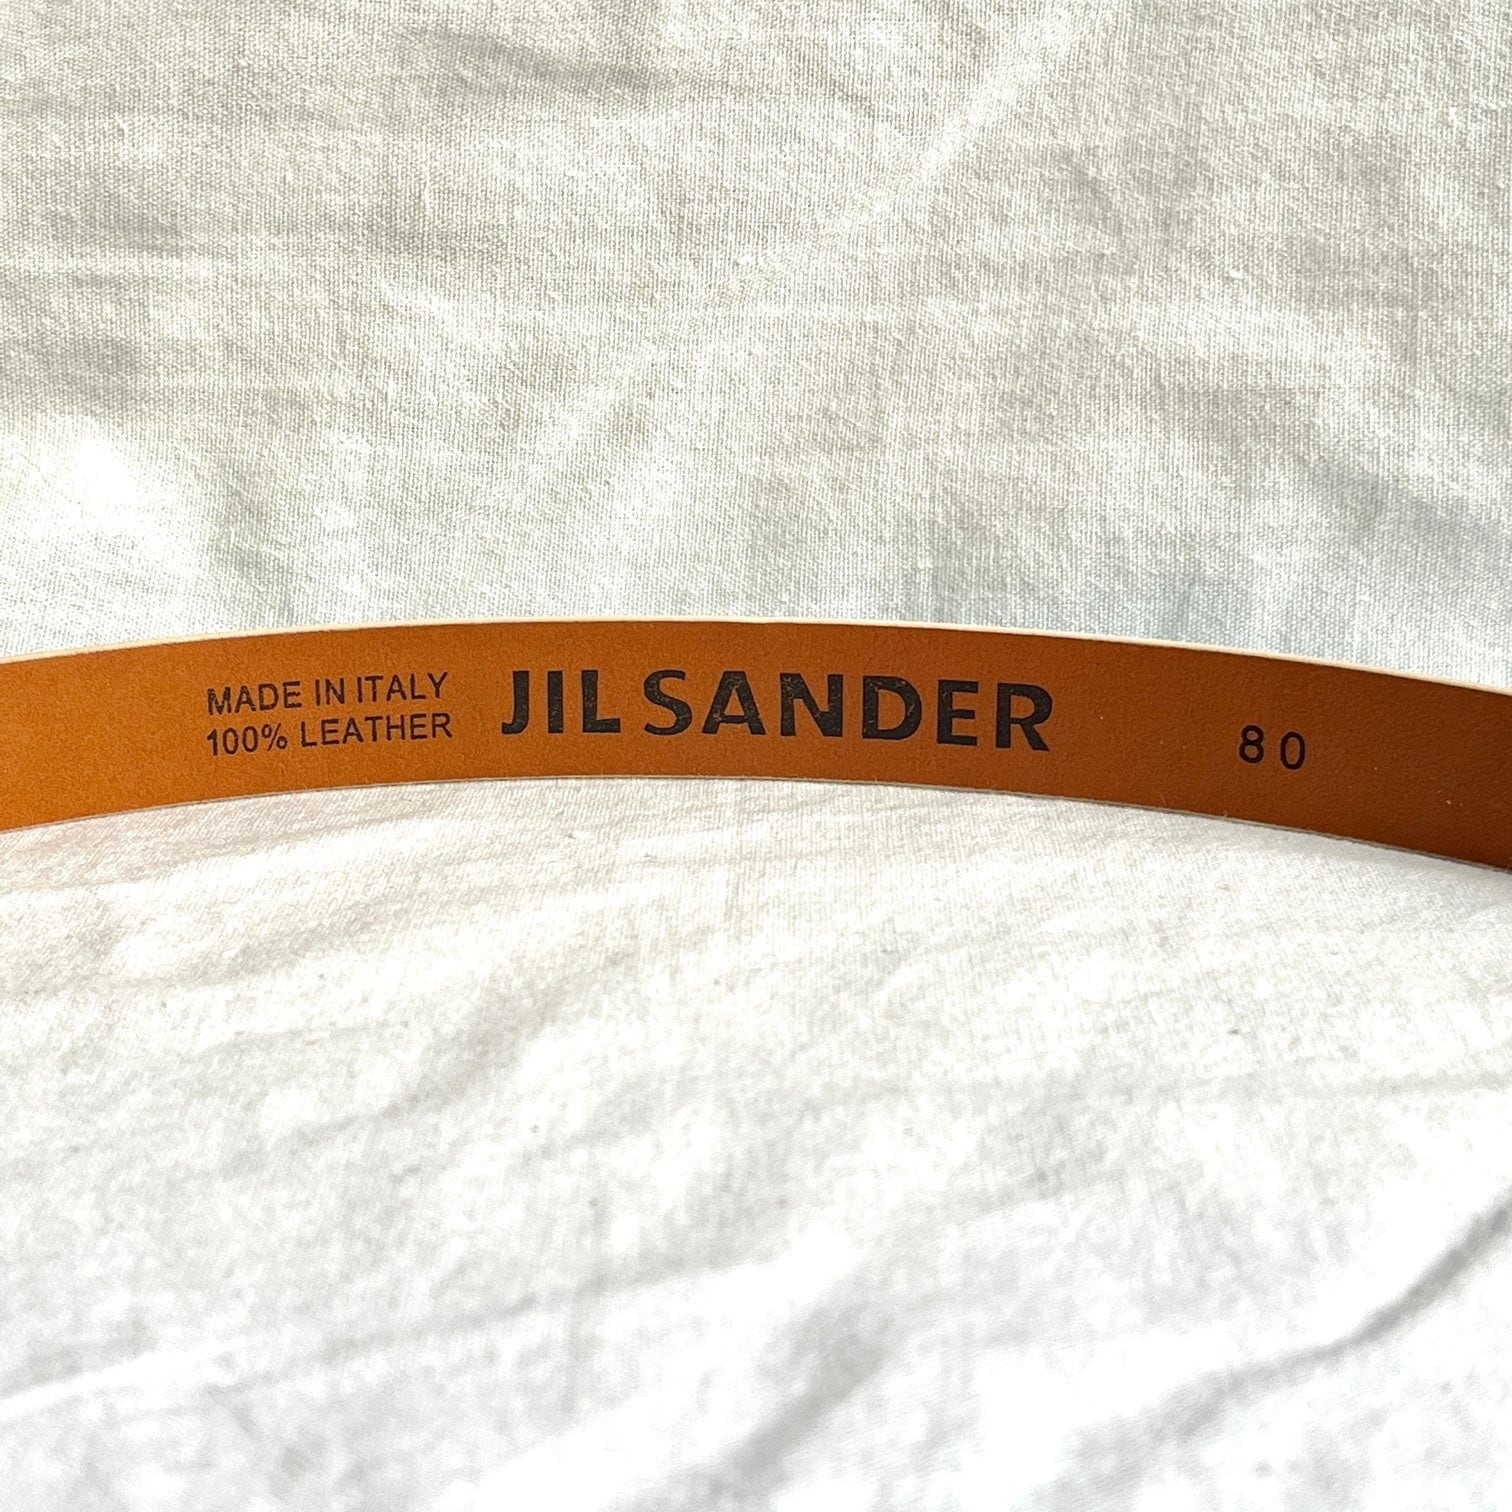 MADE IN ITALY
100% LEATHER
JIL SANDER
80